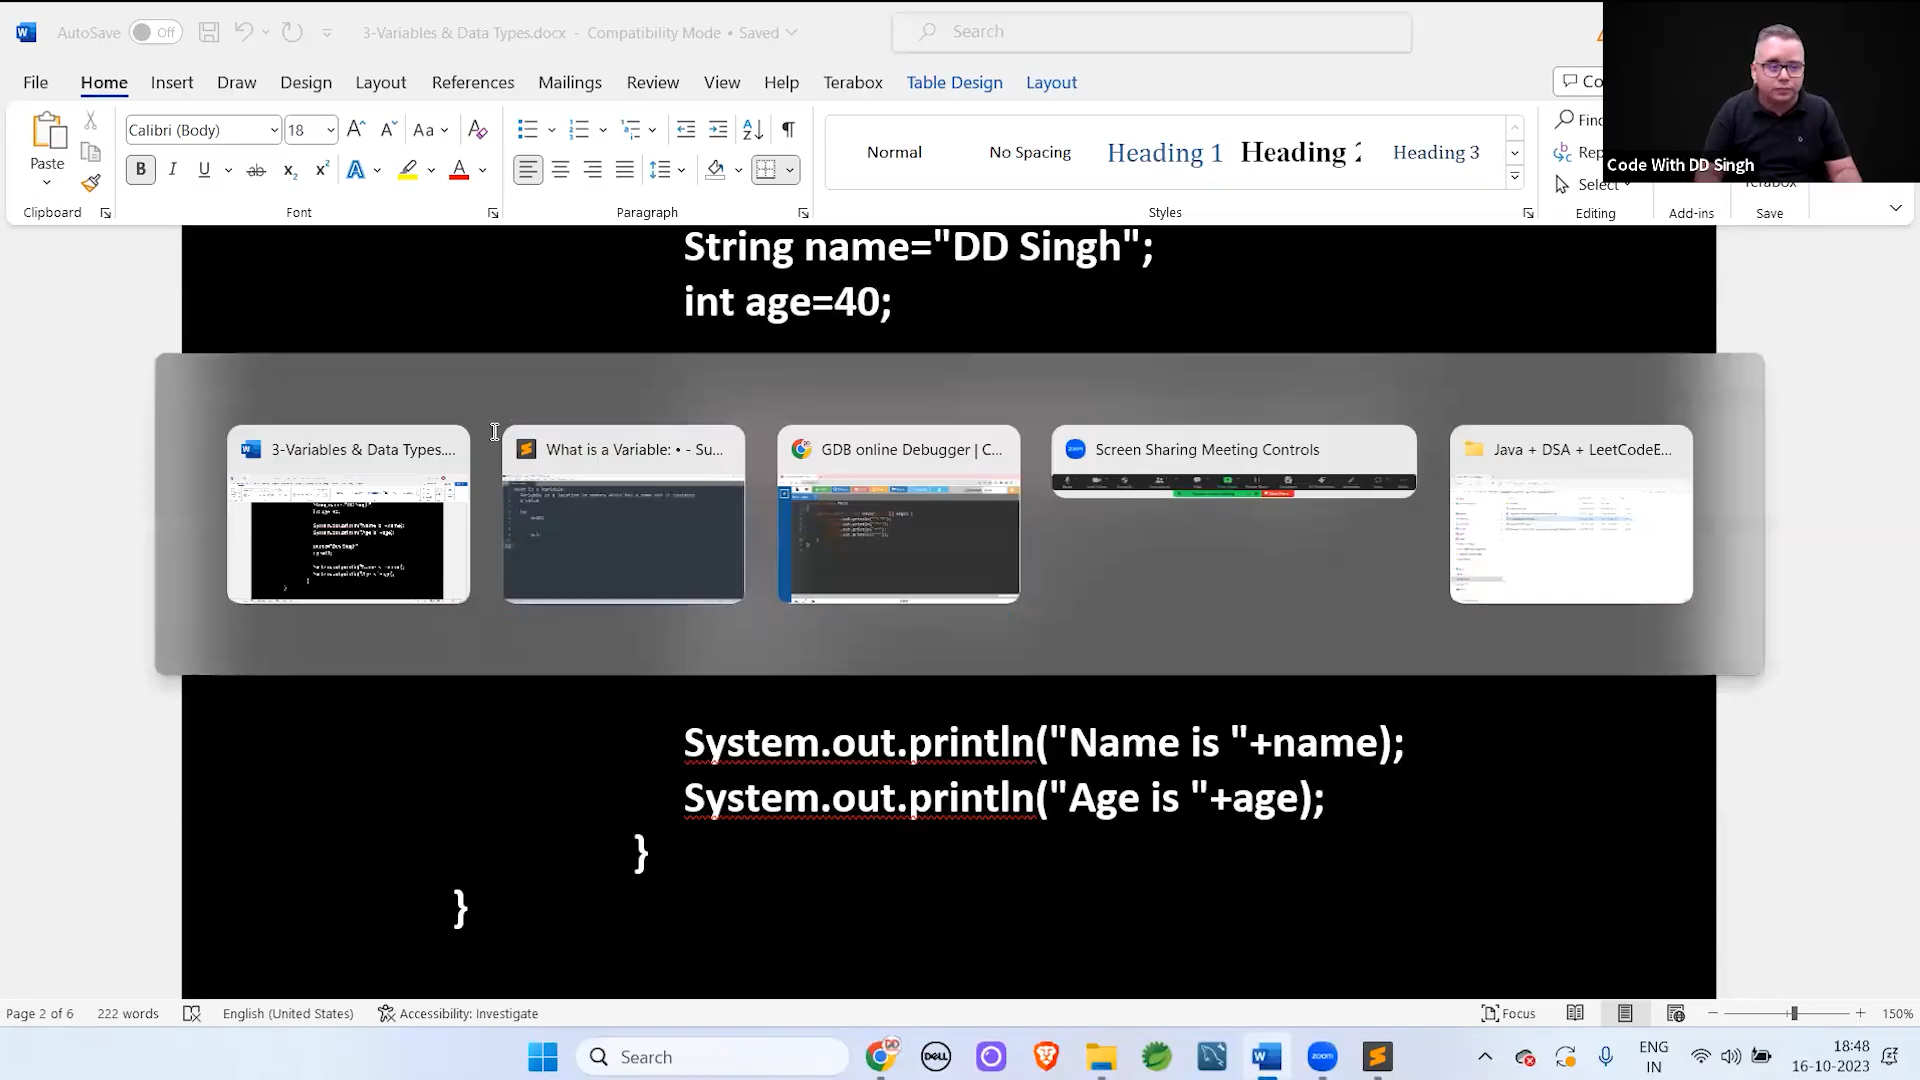 AutoSave Off 3-Variables & Data Types.docx - Compatibility Mode • Saved Search
File Home Insert Draw Design Layout References Mailings Review View Help Terabox Table Design Layout
Calibri (Body) 18 Aa
Paste
Normal No Spacing Heading 1 Heading 2 Heading 3
Select
Code With DD Singh
Clipboard Font Paragraph Styles Editing Add-ins Save
String name="DD Singh";
int age=40;
3-Variables & Data Types....
What is a Variable: • - Su...
GDB online Debugger | C...
Screen Sharing Meeting Controls
Java + DSA + LeetCodeE...
System.out.println("Name is "+name);
System.out.println("Age is "+age);
}
}
Page 2 of 6 222 words English (United States) Accessibility: Investigate Focus 150%
Search
DELL
zoom
ENG
IN
18:48
16-10-2023